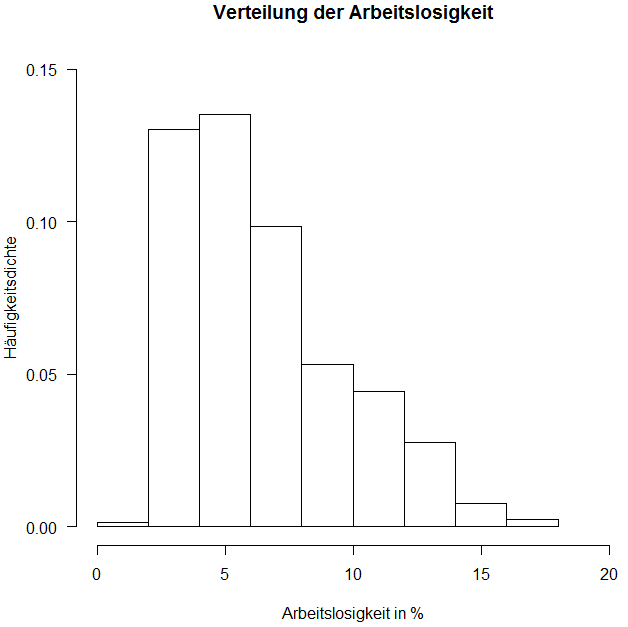 Verteilung der Arbeitslosigkeit
0.15
0.10
0.05
0.00
Häufigkeitsdichte
0 5 10 15 20
Arbeitslosigkeit in %